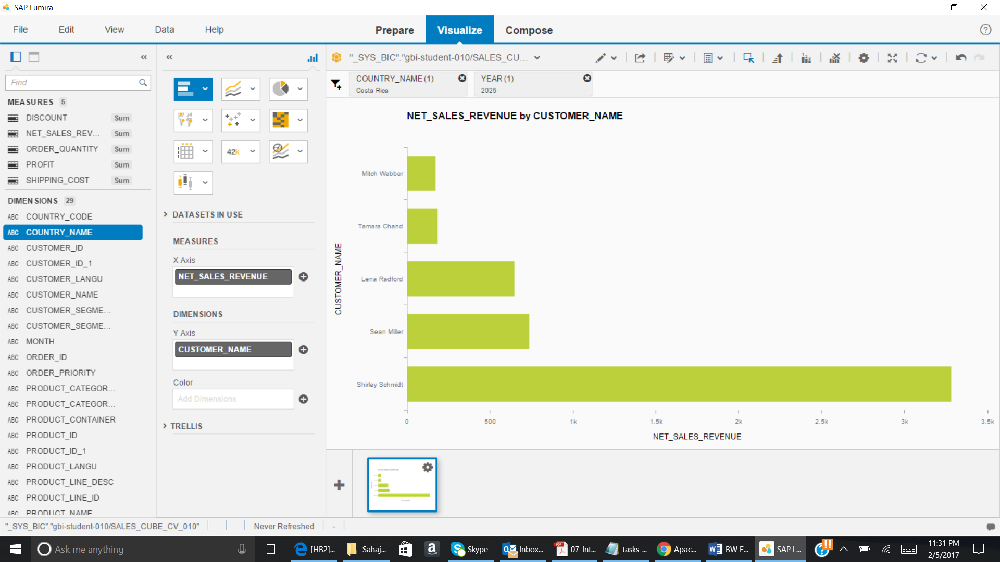 SAP Lumira
File Edit View Data Help Prepare Visualize Compose
"_SYS_BIC"."gbi-student-010/SALES_CU...
Find
MEASURES 5
DISCOUNT Sum
NET_SALES_REV... Sum
ORDER_QUANTITY Sum
PROFIT Sum
SHIPPING_COST Sum
DIMENSIONS 29
ABC COUNTRY_CODE
ABC COUNTRY_NAME
ABC CUSTOMER_ID
ABC CUSTOMER_ID_1
ABC CUSTOMER_LANGU
ABC CUSTOMER_NAME
ABC CUSTOMER_SEGME...
ABC CUSTOMER_SEGME...
ABC MONTH
ABC ORDER_ID
ABC ORDER_PRIORITY
ABC PRODUCT_CATEGOR...
ABC PRODUCT_CATEGOR...
ABC PRODUCT_CONTAINER
ABC PRODUCT_ID
ABC PRODUCT_ID_1
ABC PRODUCT_LANGU
ABC PRODUCT_LINE_DESC
ABC PRODUCT_LINE_ID
ABC PRODUCT_NAME
42k
DATASETS IN USE
MEASURES
X Axis
NET_SALES_REVENUE
DIMENSIONS
Y Axis
CUSTOMER_NAME
Color
Add Dimensions
TRELLIS
COUNTRY_NAME (1)
Costa Rica
YEAR (1)
2025
NET_SALES_REVENUE by CUSTOMER_NAME
CUSTOMER_NAME
Mitch Webber
Tamara Chand
Lena Radford
Sean Miller
Shirley Schmidt
0 500 1k 1.5k 2k 2.5k 3k 3.5k
NET_SALES_REVENUE
"_SYS_BIC"."gbi-student-010/SALES_CUBE_CV_010" Never Refreshed -
Ask me anything
[HB2]... Sahaj... Skype Inbox... 07_Int... tasks_... Apac... BW E... SAP L...
11:31 PM
2/5/2017